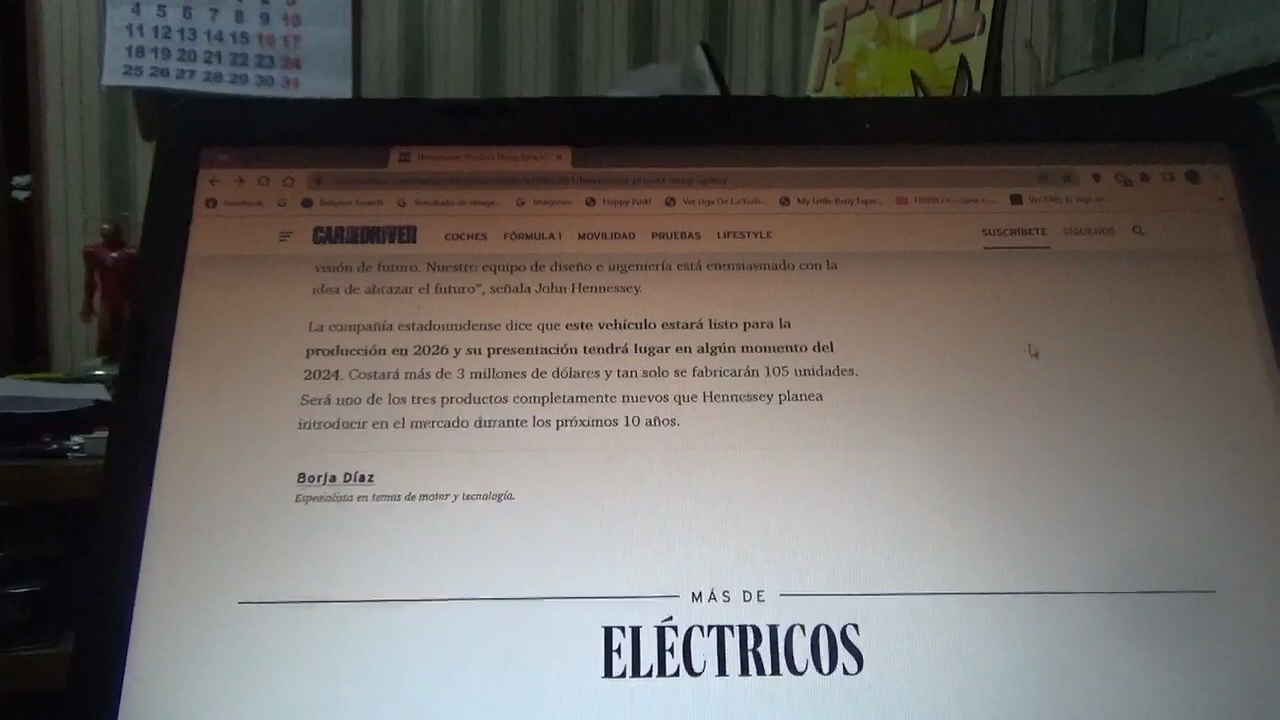 3
4 5 6 7 8 9 10
11 12 13 14 15 16 17
18 19 20 21 22 23 24
25 26 27 28 29 30 31
Facebook
Imágenes
Happy Pink!
CAR AND DRIVER COCHES FÓRMULA 1 MOVILIDAD PRUEBAS LIFESTYLE SUSCRÍBETE SÍGUENOS
visión de futuro. Nuestro equipo de diseño e ingeniería está entusiasmado con la
idea de abrazar el futuro", señala John Hennessey.
La compañía estadounidense dice que este vehículo estará listo para la
producción en 2026 y su presentación tendrá lugar en algún momento del
2024. Costará más de 3 millones de dólares y tan solo se fabricarán 105 unidades.
Será uno de los tres productos completamente nuevos que Hennessey planea
introducir en el mercado durante los próximos 10 años.
Borja Díaz
Especialista en temas de motor y tecnología.
MÁS DE
ELÉCTRICOS